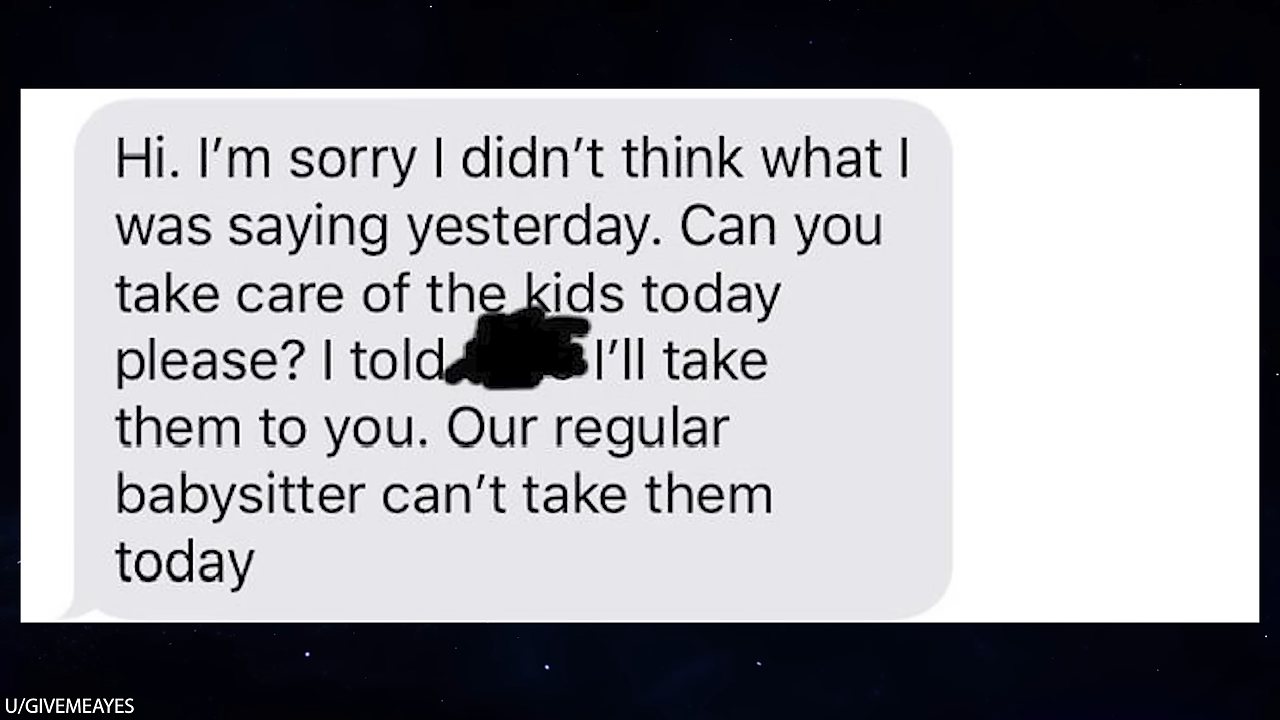 Hi. I’m sorry I didn’t think what I
was saying yesterday. Can you
take care of the kids today
please? I told I’ll take
them to you. Our regular
babysitter can’t take them
today
U/GIVEMEAYES